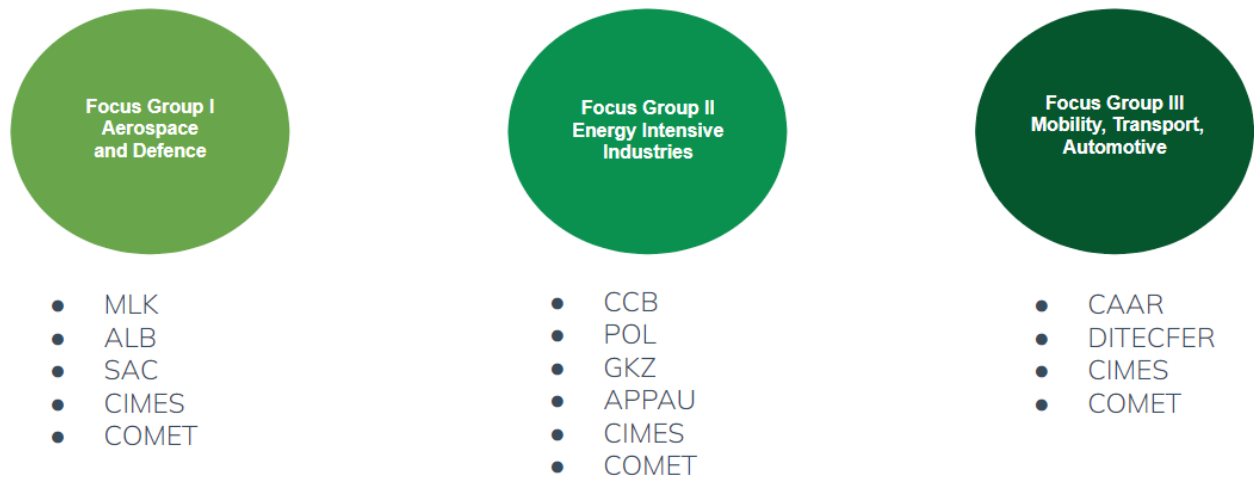 Focus Group I
Aerospace
and Defence
● MLK
● ALB
● SAC
● CIMES
● COMET
Focus Group II
Energy Intensive
Industries
● CCB
● POL
● GKZ
● APPAU
● CIMES
● COMET
Focus Group III
Mobility, Transport,
Automotive
● CAAR
● DITECFER
● CIMES
● COMET